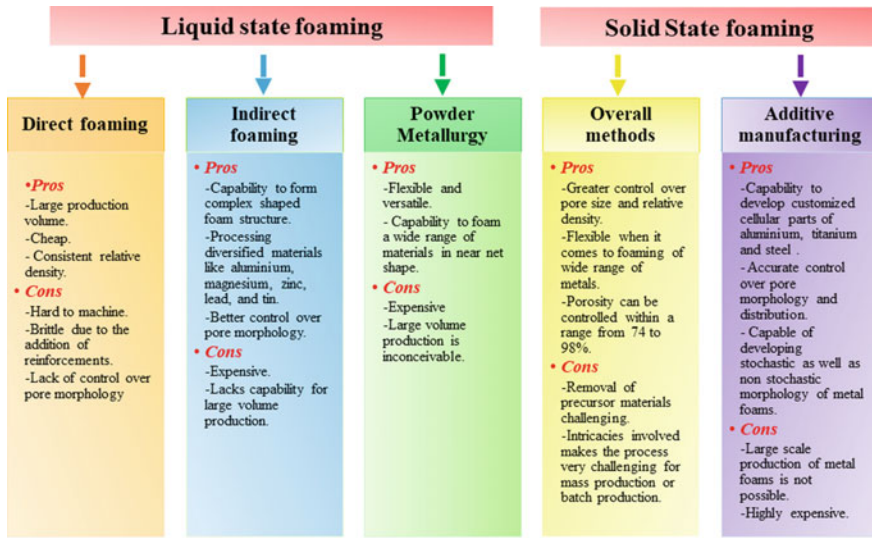 Liquid state foaming
Solid State foaming
Direct foaming
•Pros
-Large production
volume.
-Cheap.
- Consistent relative
density.
• Cons
-Hard to machine.
-Brittle due to the
addition of
reinforcements.
-Lack of control over
pore morphology
Indirect
foaming
• Pros
-Capability to form
complex shaped
foam structure.
-Processing
diversified materials
like aluminium,
magnesium, zinc,
lead, and tin.
-Better control over
pore morphology.
• Cons
-Expensive.
-Lacks capability for
large volume
production.
Powder
Metallurgy
• Pros
-Flexible and
versatile.
- Capability to foam
a wide range of
materials in near net
shape.
• Cons
-Expensive
-Large volume
production is
inconceivable.
Overall
methods
• Pros
-Greater control over
pore size and relative
density.
-Flexible when it
comes to foaming of
wide range of
metals.
-Porosity can be
controlled within a
range from 74 to
98%.
• Cons
-Removal of
precursor materials
challenging.
-Intricacies involved
makes the process
very challenging for
mass production or
batch production.
Additive
manufacturing
• Pros
-Capability to
develop customized
cellular parts of
aluminium, titanium
and steel .
- Accurate control
over pore
morphology and
distribution.
- Capable of
developing
stochastic as well as
non stochastic
morphology of metal
foams.
• Cons
-Large scale
production of metal
foams is not
possible.
-Highly expensive.